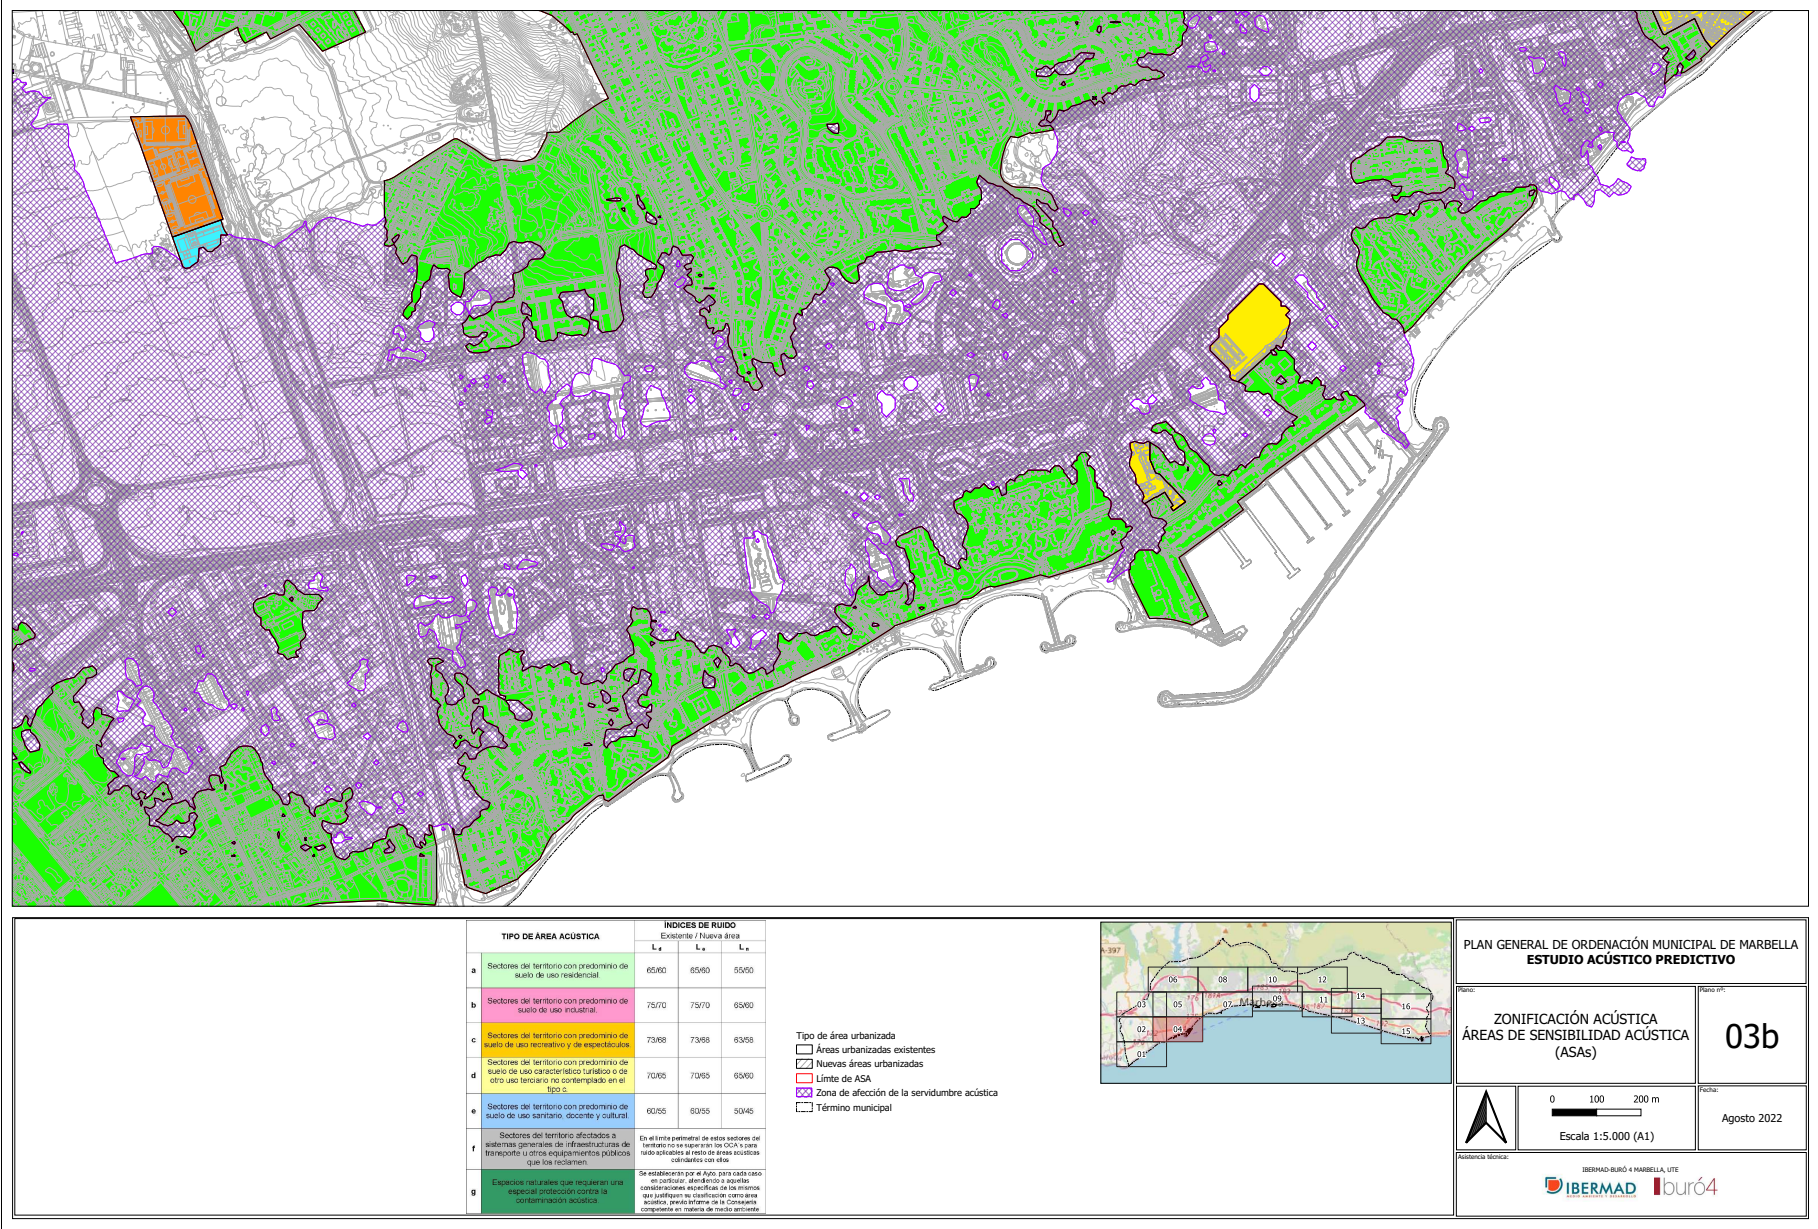 TIPO DE ÁREA ACÚSTICA
ÍNDICES DE RUIDO
Existente / Nueva área
L d
L e
L n
a
Sectores del territorio con predominio de
suelo de uso residencial.
65/60
65/60
55/50
b
Sectores del territorio con predominio de
suelo de uso industrial.
75/70
75/70
65/60
c
Sectores del territorio con predominio de
suelo de uso recreativo y de espectáculos.
73/68
73/68
63/58
d
Sectores del territorio con predominio de
suelo de uso característico turístico o de
otro uso terciario no contemplado en el
tipo c.
70/65
70/65
65/60
e
Sectores del territorio con predominio de
suelo de uso sanitario, docente y cultural.
60/55
60/55
50/45
f
Sectores del territorio afectados a
sistemas generales de infraestructuras de
transporte u otros equipamientos públicos
que los reclamen.
En el límite perimetral de estos sectores del
territorio no se superarán los OCA's para
ruido aplicables al resto de áreas acústicas
colindantes con ellos
g
Espacios naturales que requieran una
especial protección contra la
contaminación acústica
Se establecerán por el Ayto. para cada caso
en particular, atendiendo a aquellas
consideraciones específicas de los mismos
que justifiquen su clasificación como área
acústica, previo informe de la Consejería
competente en materia de medio ambiente
Tipo de área urbanizada
Áreas urbanizadas existentes
Nuevas áreas urbanizadas
Límte de ASA
Zona de afección de la servidumbre acústica
Término municipal
A-397
06
08
10
12
03
05
07
Marbella
09
11
14
16
02
04
13
15
01
PLAN GENERAL DE ORDENACIÓN MUNICIPAL DE MARBELLA
ESTUDIO ACÚSTICO PREDICTIVO
Plano:
ZONIFICACIÓN ACÚSTICA
ÁREAS DE SENSIBILIDAD ACÚSTICA
(ASAs)
Plano nº:
03b
0 100 200 m
Escala 1:5.000 (A1)
Fecha:
Agosto 2022
Asistencia técnica:
IBERMAD-BURÓ 4 MARBELLA, UTE
IBERMAD
MEDIO AMBIENTE Y DESARROLLO
buró4